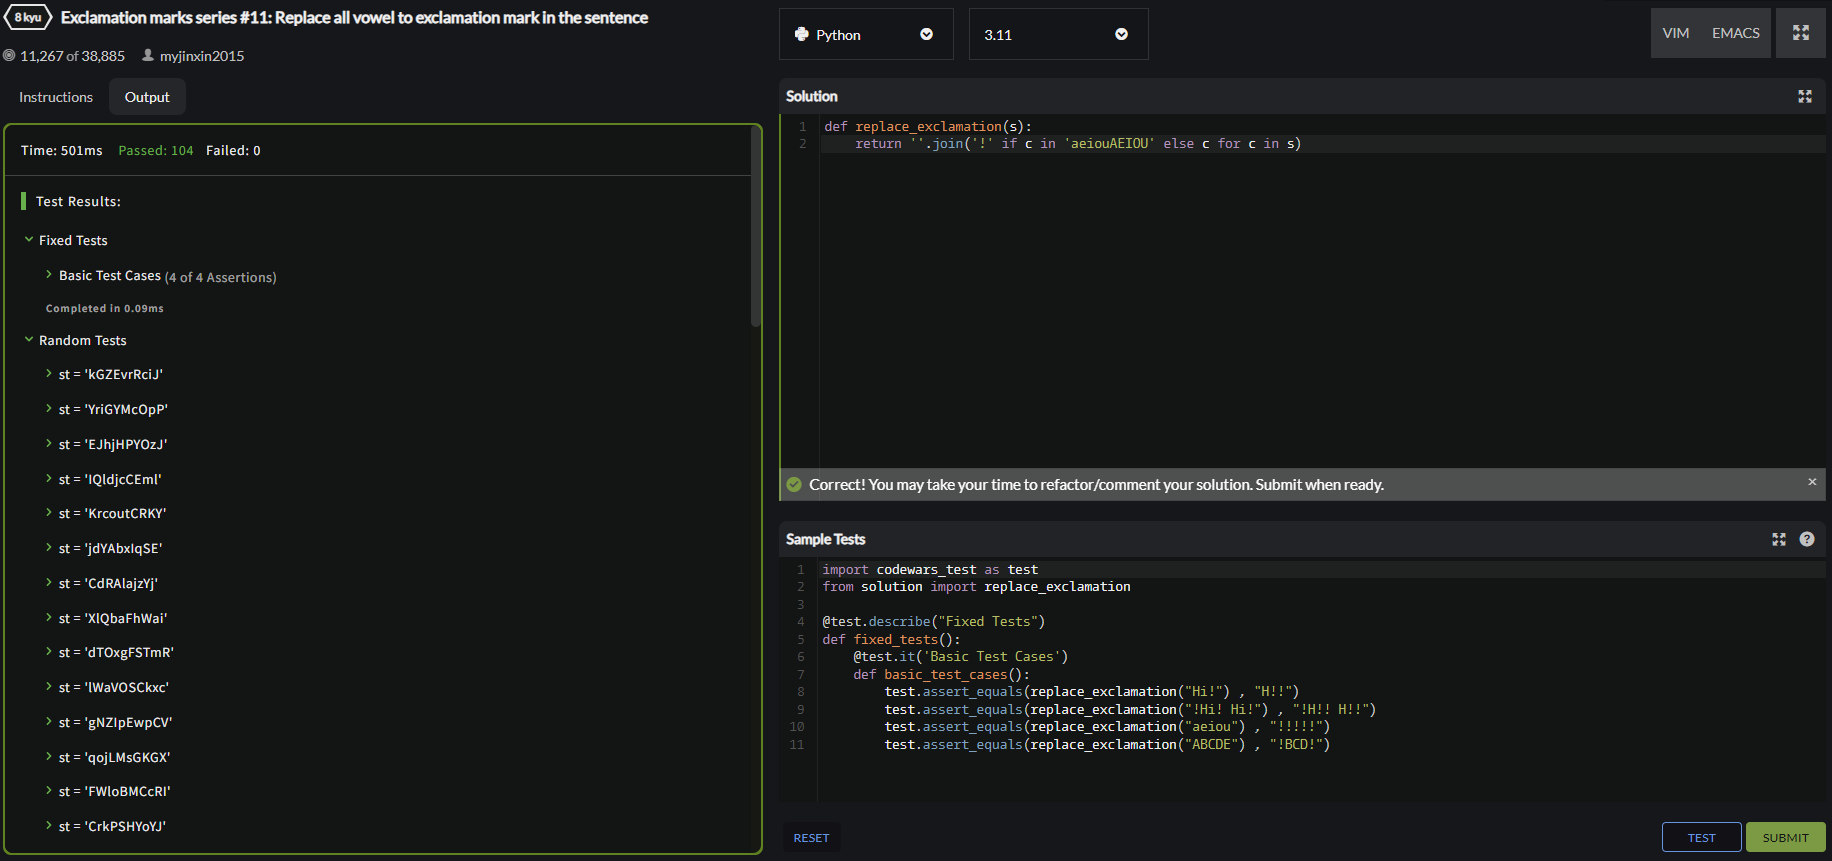 8 kyu Exclamation marks series #11: Replace all vowel to exclamation mark in the sentence
11,267 of 38,885 myjinxin2015
Instructions Output
Time: 501ms Passed: 104 Failed: 0
Test Results:
Fixed Tests
Basic Test Cases (4 of 4 Assertions)
Completed in 0.09ms
Random Tests
st = 'kGZEvrRciJ'
st = 'YriGYMcOpP'
st = 'EJhjHPYOzJ'
st = 'IQldjcCEml'
st = 'KrcoutCRKY'
st = 'jdYAbxIqSE'
st = 'CdRAlajzYj'
st = 'XlQbaFhWai'
st = 'dTOxgFSTmR'
st = 'lWaVOSCkxc'
st = 'gNZIpEwpCV'
st = 'qojLMsGKGX'
st = 'FWloBMCcRI'
st = 'CrkPSHYoYJ'
Python 3.11 VIM EMACS
Solution
1 def replace_exclamation(s):
2     return ''.join('!' if c in 'aeiouAEIOU' else c for c in s)
Correct! You may take your time to refactor/comment your solution. Submit when ready. ×
Sample Tests ?
1 import codewars_test as test
2 from solution import replace_exclamation
3
4 @test.describe("Fixed Tests")
5 def fixed_tests():
6     @test.it('Basic Test Cases')
7     def basic_test_cases():
8         test.assert_equals(replace_exclamation("Hi!") , "H!!")
9         test.assert_equals(replace_exclamation("!Hi! Hi!") , "!H!! H!!")
10         test.assert_equals(replace_exclamation("aeiou") , "!!!!!")
11         test.assert_equals(replace_exclamation("ABCDE") , "!BCD!")
RESET TEST SUBMIT